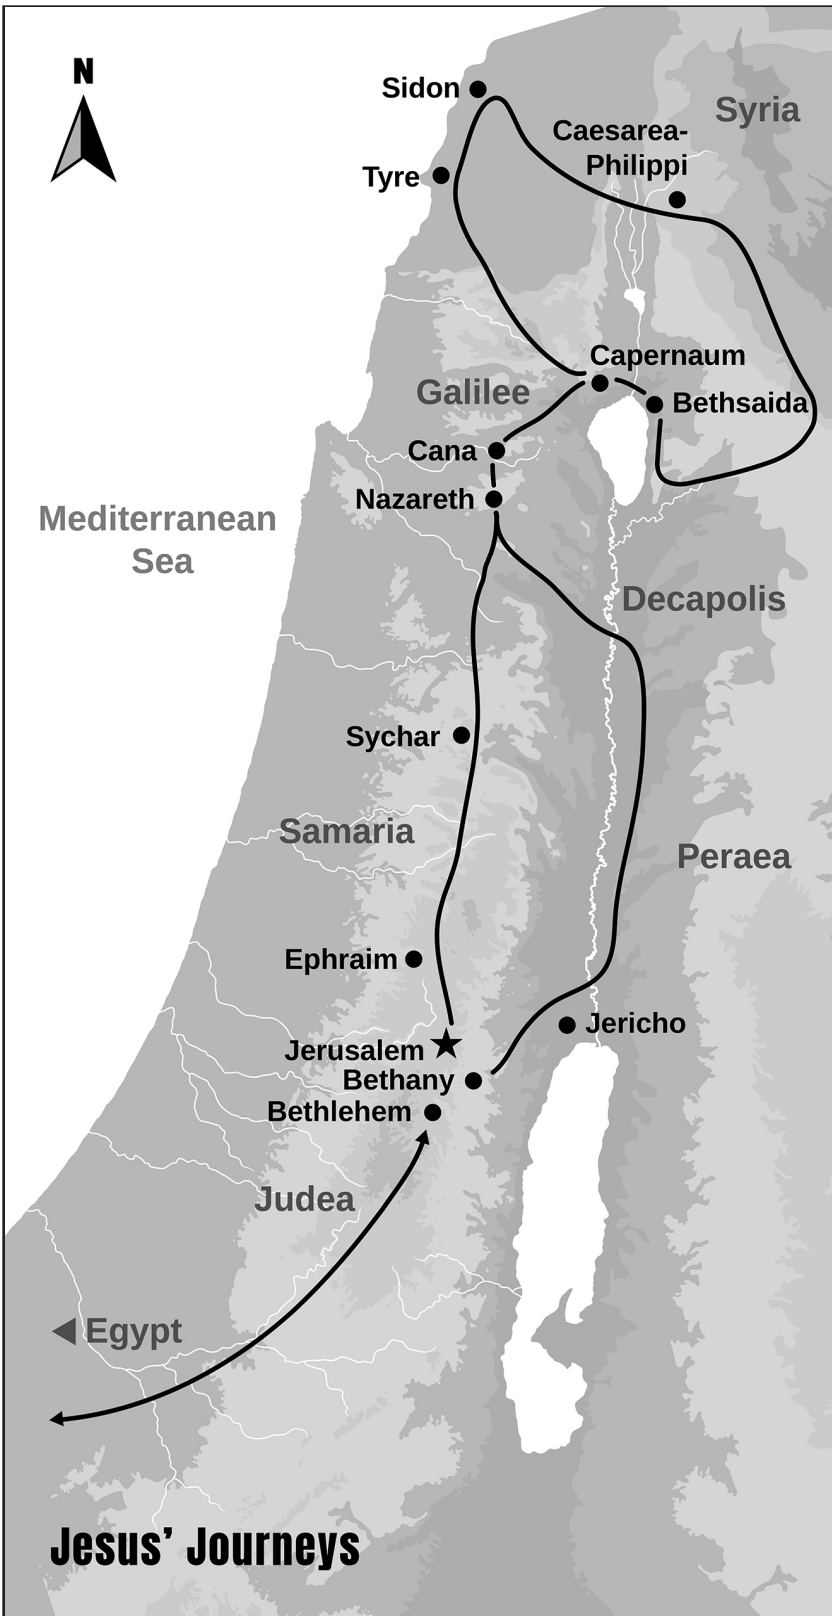 N
Sidon
Syria
Caesarea-
Philippi
Tyre
Capernaum
Galilee
Bethsaida
Cana
Nazareth
Mediterranean
Sea
Decapolis
Sychar
Samaria
Peraea
Ephraim
Jericho
Jerusalem
Bethany
Bethlehem
Judea
Egypt
Jesus’ Journeys